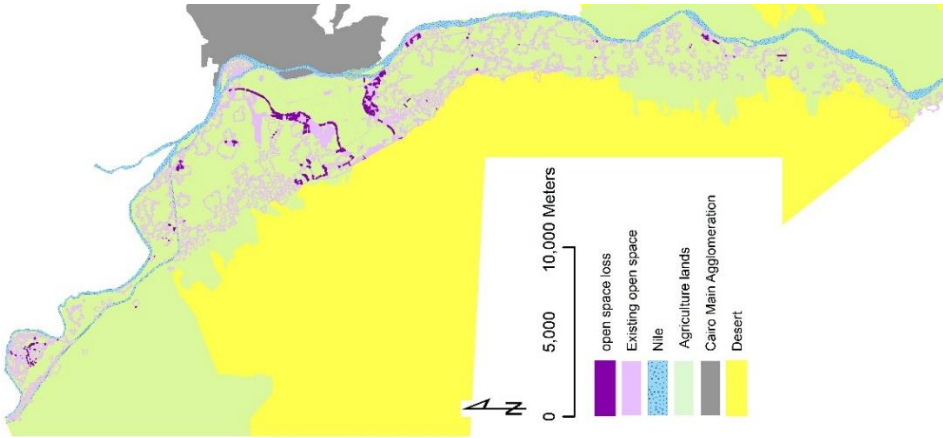 0 5,000 10,000 Meters
open space loss
Existing open space
Nile
Agriculture lands
Cairo Main Agglomeration
Desert
N